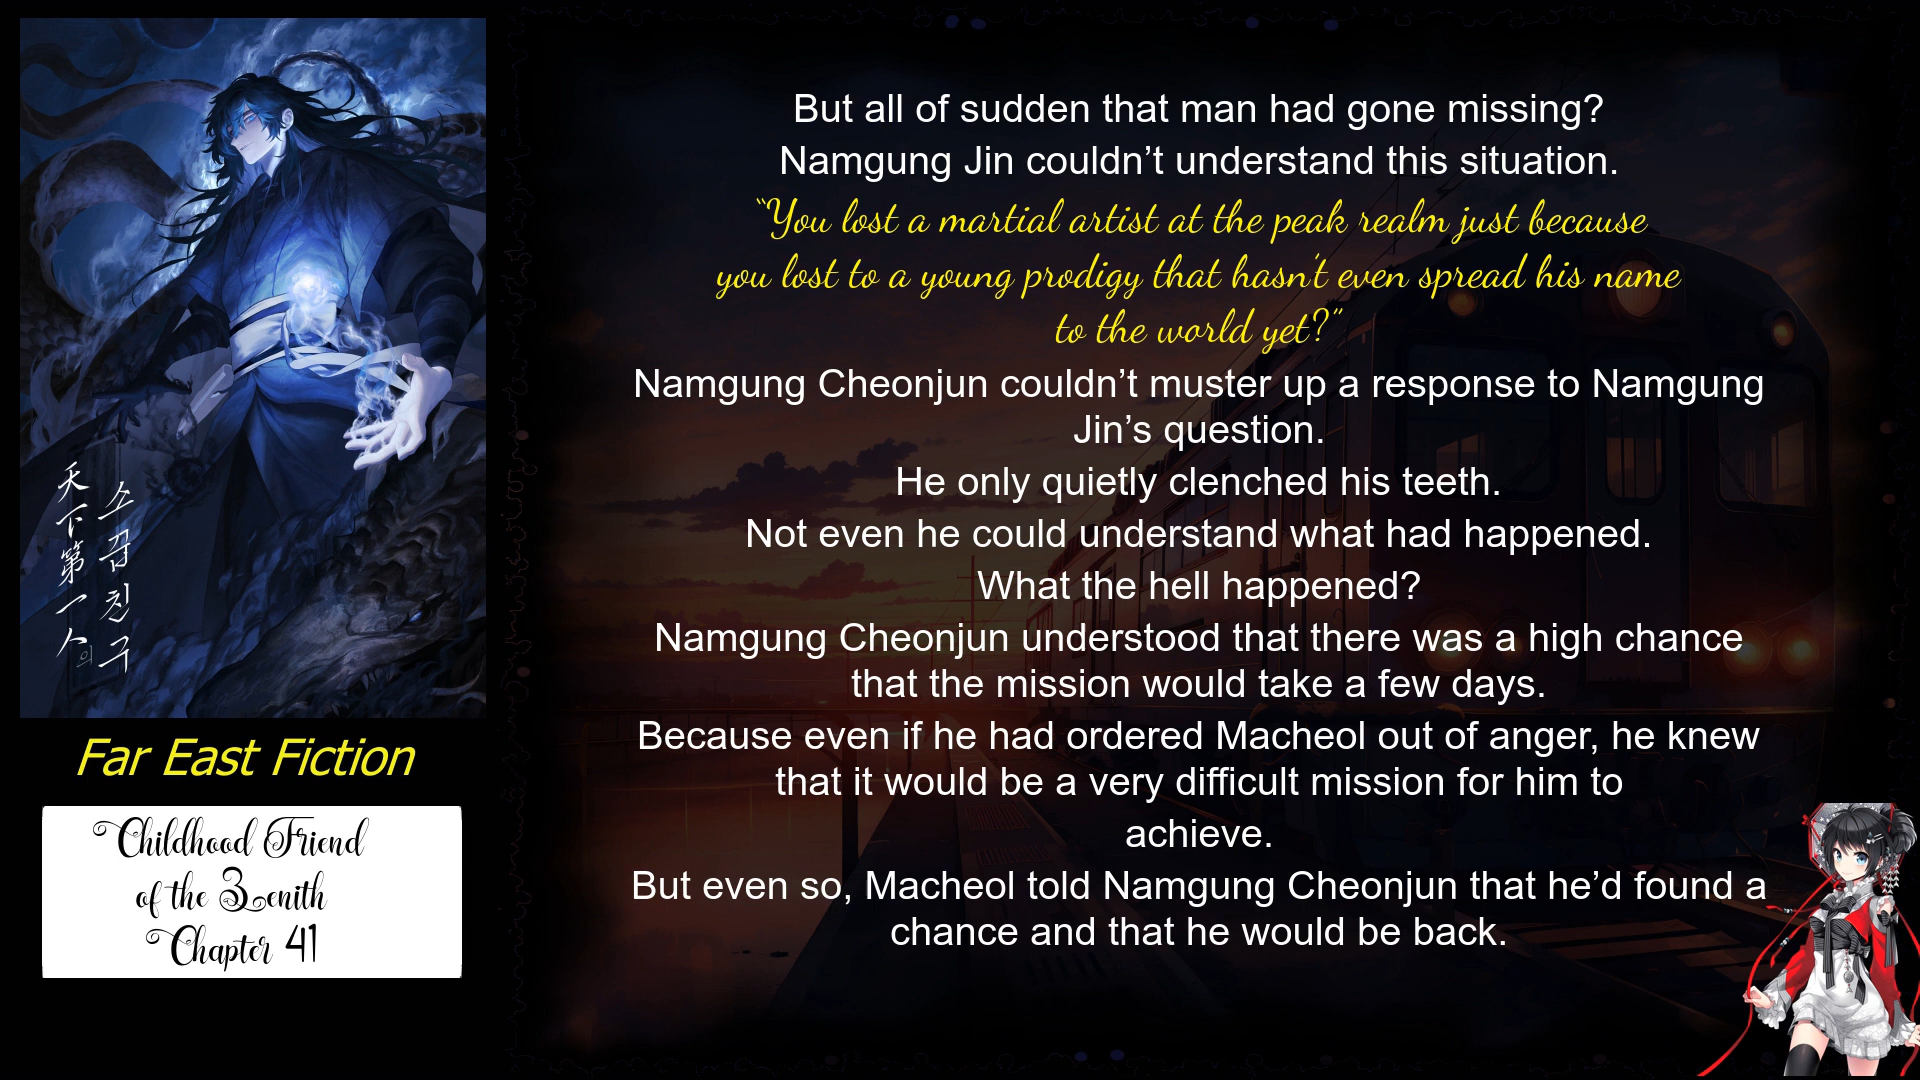 But all of sudden that man had gone missing?
Namgung Jin couldn’t understand this situation.
“You lost a martial artist at the peak realm just because
you lost to a young prodigy that hasn’t even spread his name
to the world yet?”
Namgung Cheonjun couldn’t muster up a response to Namgung
Jin’s question.
He only quietly clenched his teeth.
Not even he could understand what had happened.
What the hell happened?
Namgung Cheonjun understood that there was a high chance
that the mission would take a few days.
Because even if he had ordered Macheol out of anger, he knew
that it would be a very difficult mission for him to
achieve.
But even so, Macheol told Namgung Cheonjun that he’d found a
chance and that he would be back.
天下第一人의
소꿉친구
Far East Fiction
Childhood Friend
of the Zenith
Chapter 41